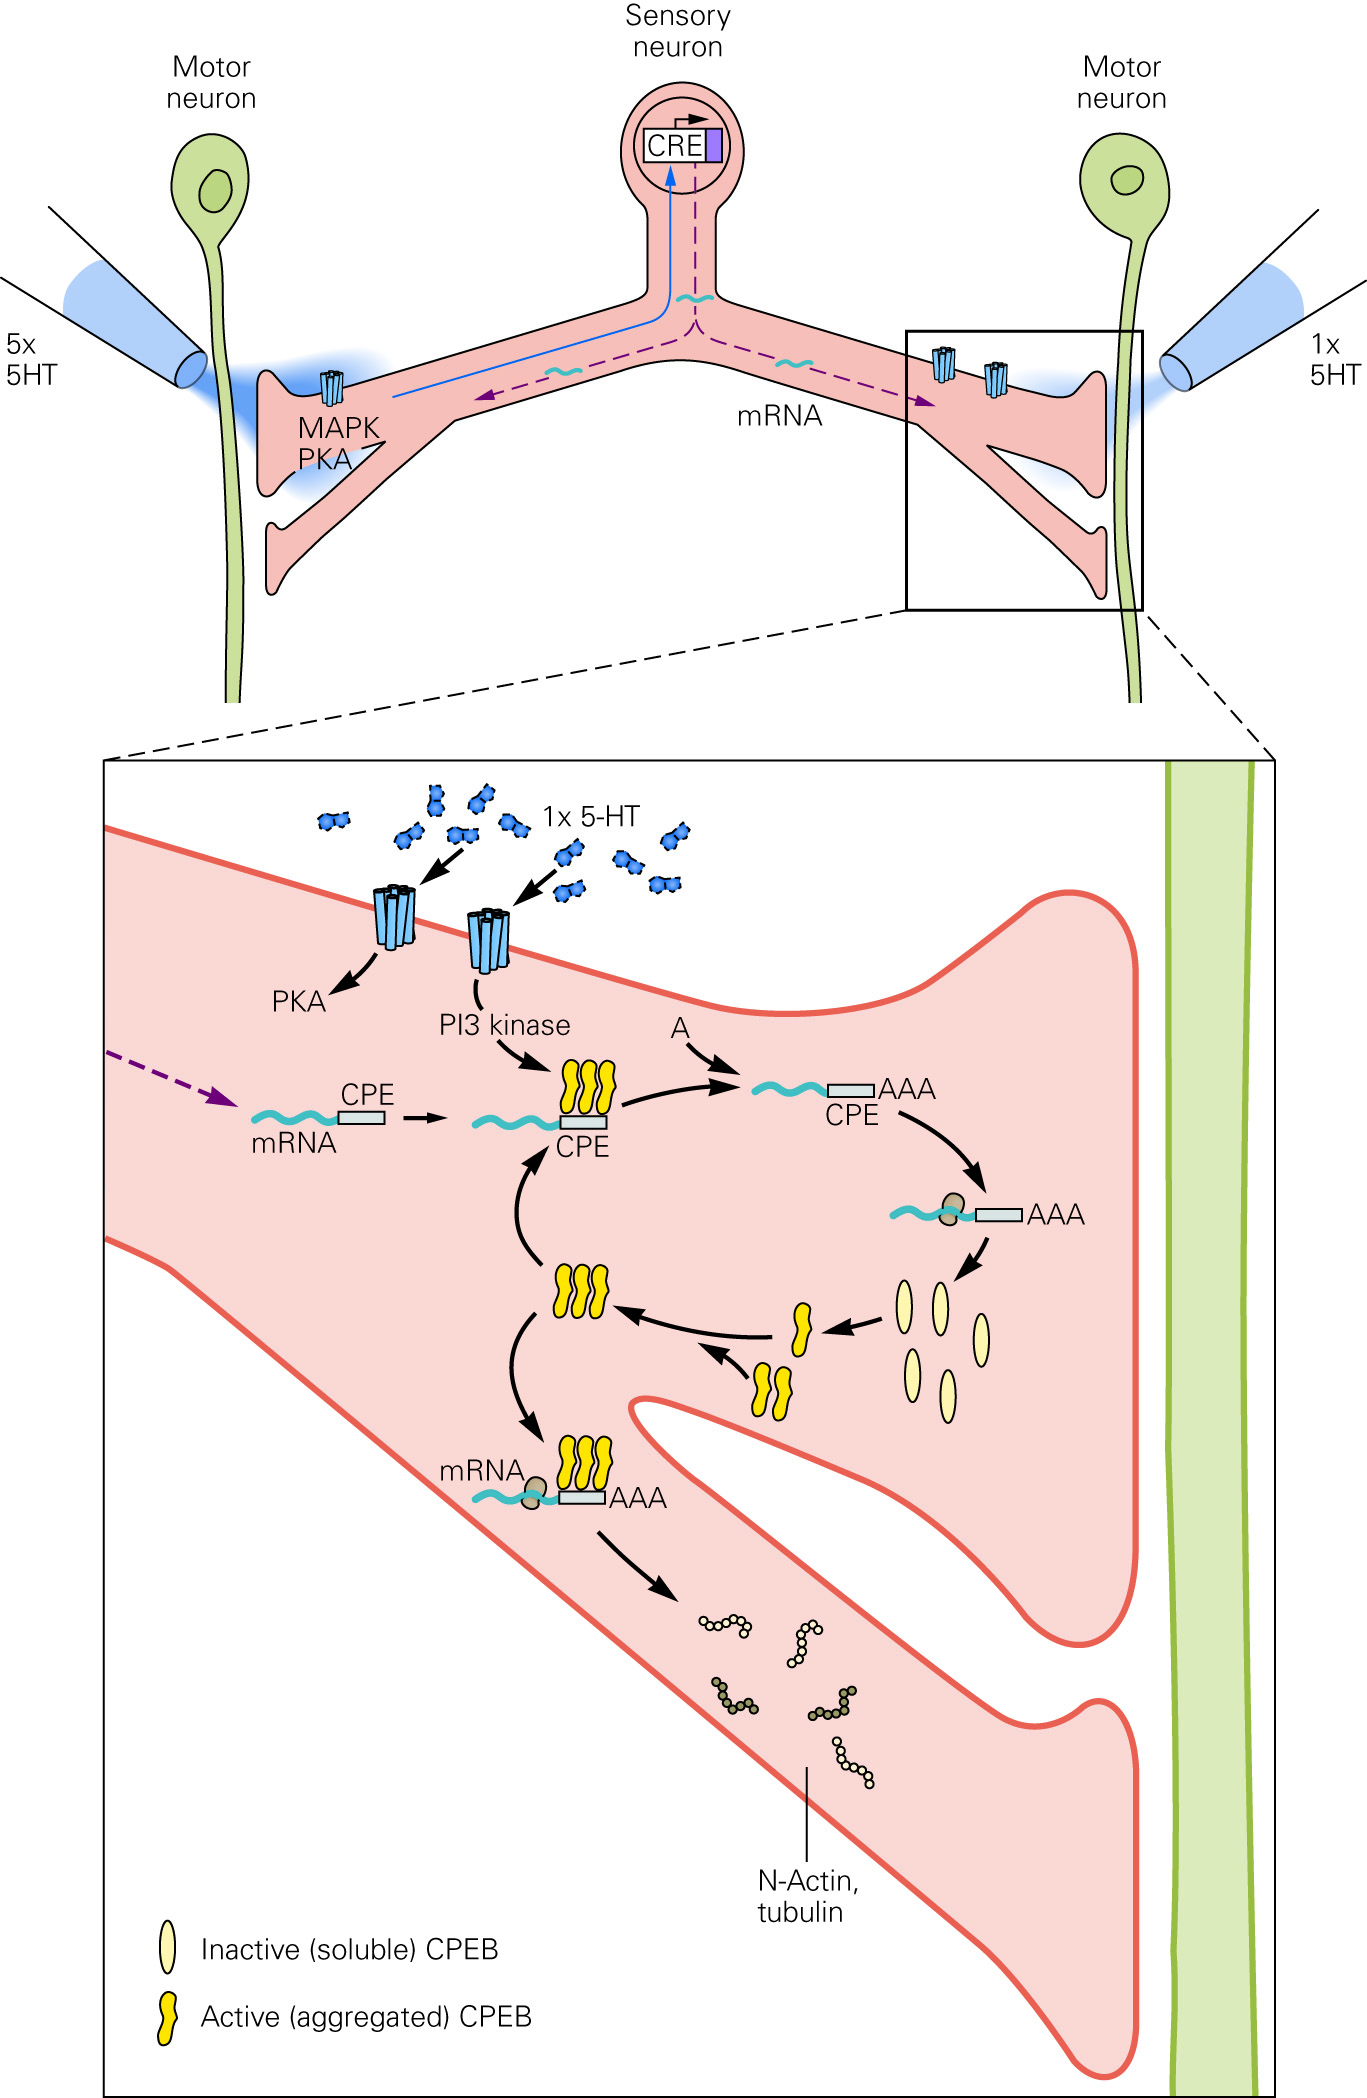 Sensory
neuron
Motor
neuron
Motor
neuron
CRE
5x
5HT
1x
5HT
MAPK
PKA
mRNA
1x 5-HT
PKA
PI3 kinase
A
CPE
mRNA
CPE
AAA
CPE
AAA
mRNA
AAA
N-Actin,
tubulin
Inactive (soluble) CPEB
Active (aggregated) CPEB